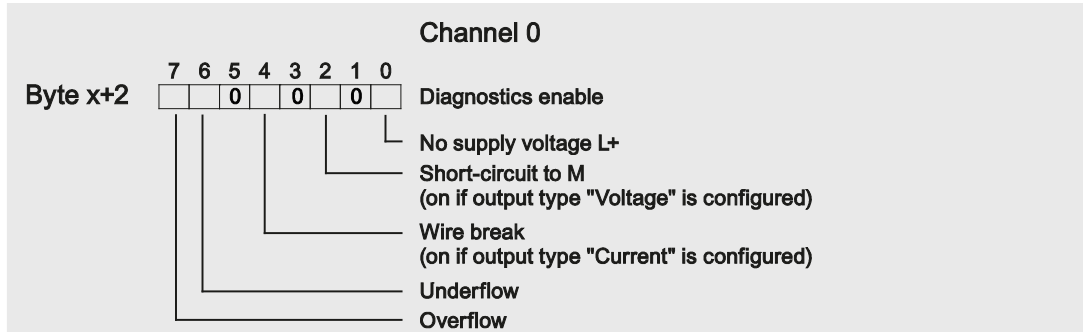 Channel 0
7 6 5 4 3 2 1 0
Byte x+2 0 0 0 Diagnostics enable
No supply voltage L+
Short-circuit to M
(on if output type "Voltage" is configured)
Wire break
(on if output type "Current" is configured)
Underflow
Overflow